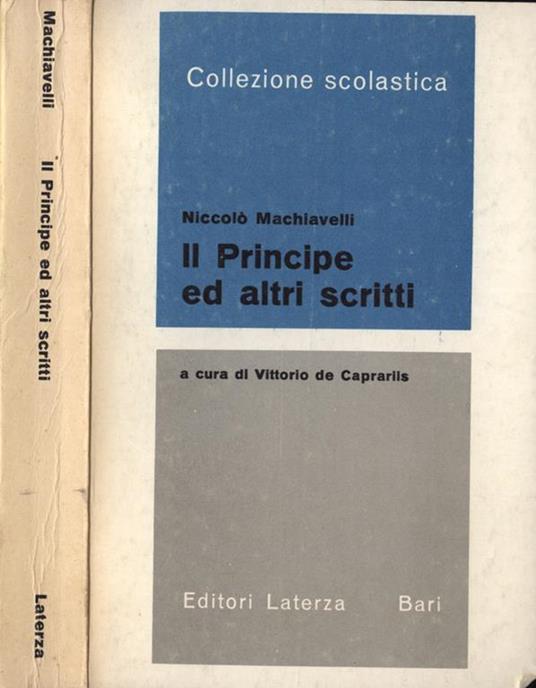 Machiavelli Il Principe ed altri scritti Laterza
Collezione scolastica
Niccolò Machiavelli
Il Principe
ed altri scritti
a cura di Vittorio de Caprariis
Editori Laterza Bari